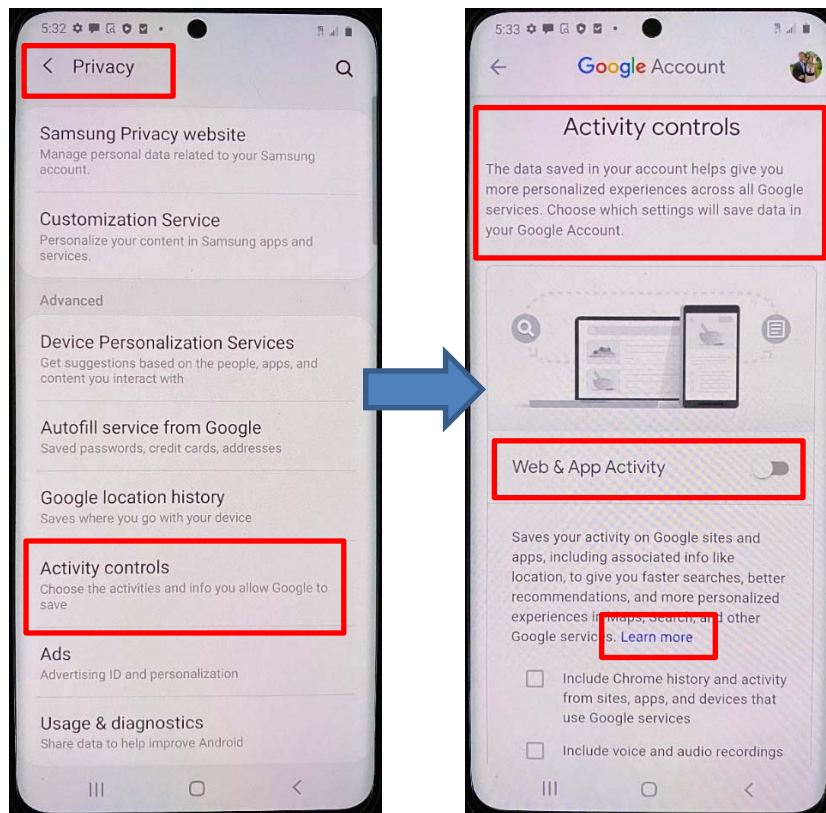 5:32
Privacy
Samsung Privacy website
Manage personal data related to your Samsung
account.
Customization Service
Personalize your content in Samsung apps and
services.
Advanced
Device Personalization Services
Get suggestions based on the people, apps, and
content you interact with
Autofill service from Google
Saved passwords, credit cards, addresses
Google location history
Saves where you go with your device
Activity controls
Choose the activities and info you allow Google to
save
Ads
Advertising ID and personalization
Usage & diagnostics
Share data to help improve Android
5:33
Google Account
Activity controls
The data saved in your account helps give you
more personalized experiences across all Google
services. Choose which settings will save data in
your Google Account.
Web & App Activity
Saves your activity on Google sites and
apps, including associated info like
location, to give you faster searches, better
recommendations, and more personalized
experiences in Maps, Search, and other
Google services. Learn more
Include Chrome history and activity
from sites, apps, and devices that
use Google services
Include voice and audio recordings